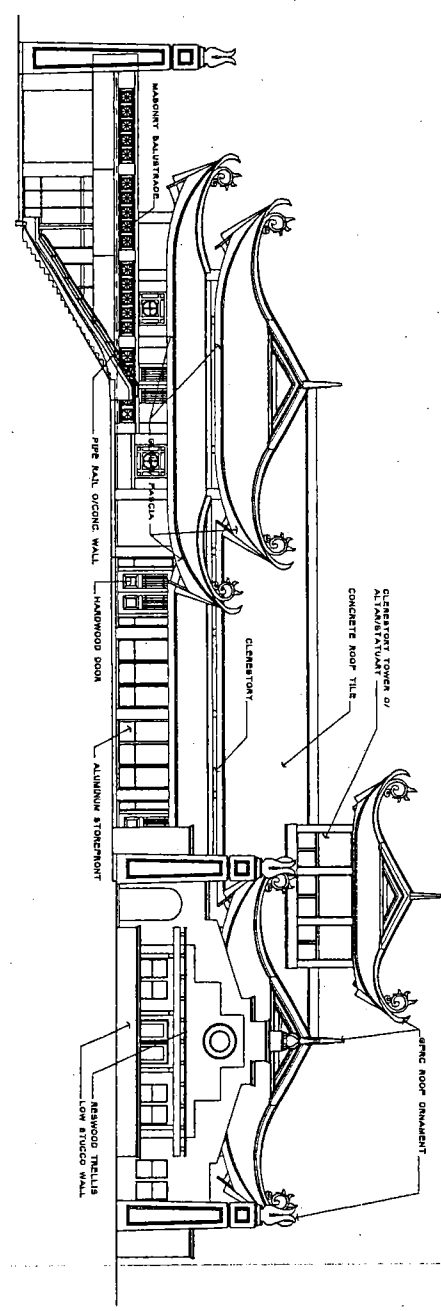 CLERESTORY TOWER O/
ALTAR/STATUARY
CONCRETE ROOF TILE
GFRC ROOF ORNAMENT
CLERESTORY
MASONRY BALUSTRADE
FASCIA
PIPE RAIL O/CONC. WALL
HARDWOOD DOOR
ALUMINUM STOREFRONT
REDWOOD TRELLIS
LOW STUCCO WALL